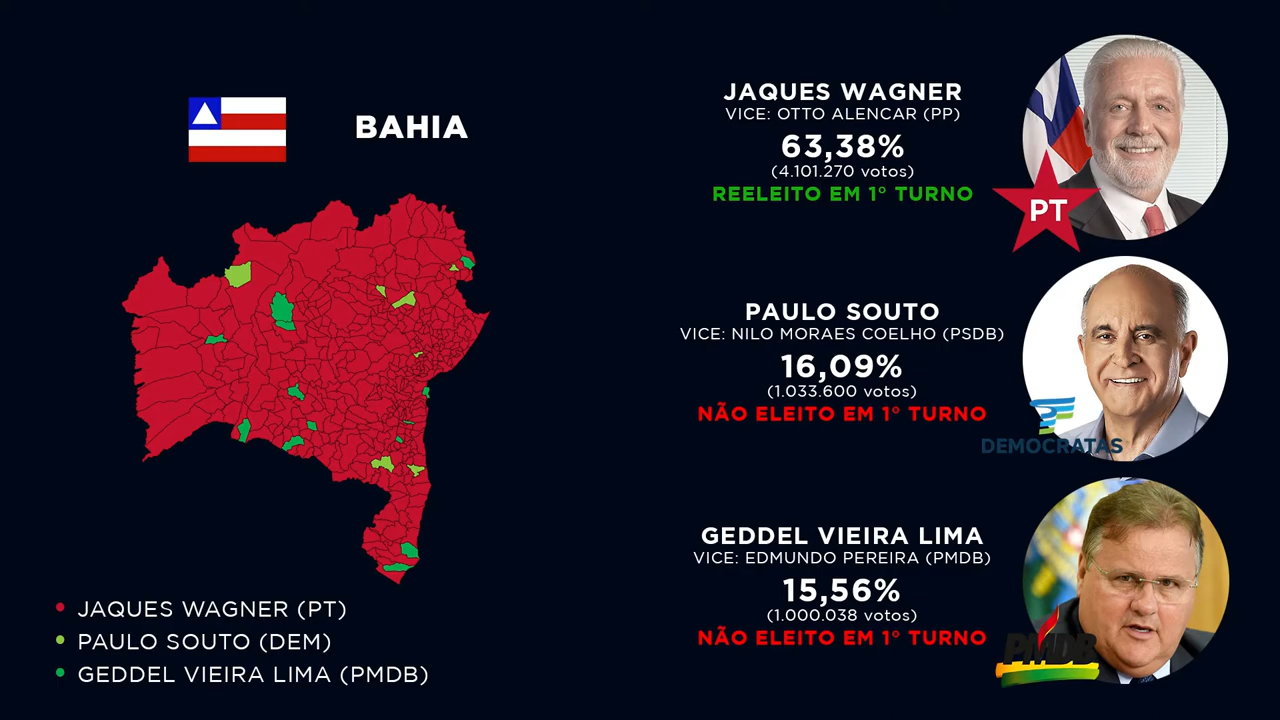 BAHIA
JAQUES WAGNER
VICE: OTTO ALENCAR (PP)
63,38%
(4.101.270 votos)
REELEITO EM 1° TURNO
PT
PAULO SOUTO
VICE: NILO MORAES COELHO (PSDB)
16,09%
(1.033.600 votos)
NÃO ELEITO EM 1° TURNO
DEMOCRATAS
GEDDEL VIEIRA LIMA
VICE: EDMUNDO PEREIRA (PMDB)
15,56%
(1.000.038 votos)
NÃO ELEITO EM 1° TURNO
PMDB
JAQUES WAGNER (PT)
PAULO SOUTO (DEM)
GEDDEL VIEIRA LIMA (PMDB)